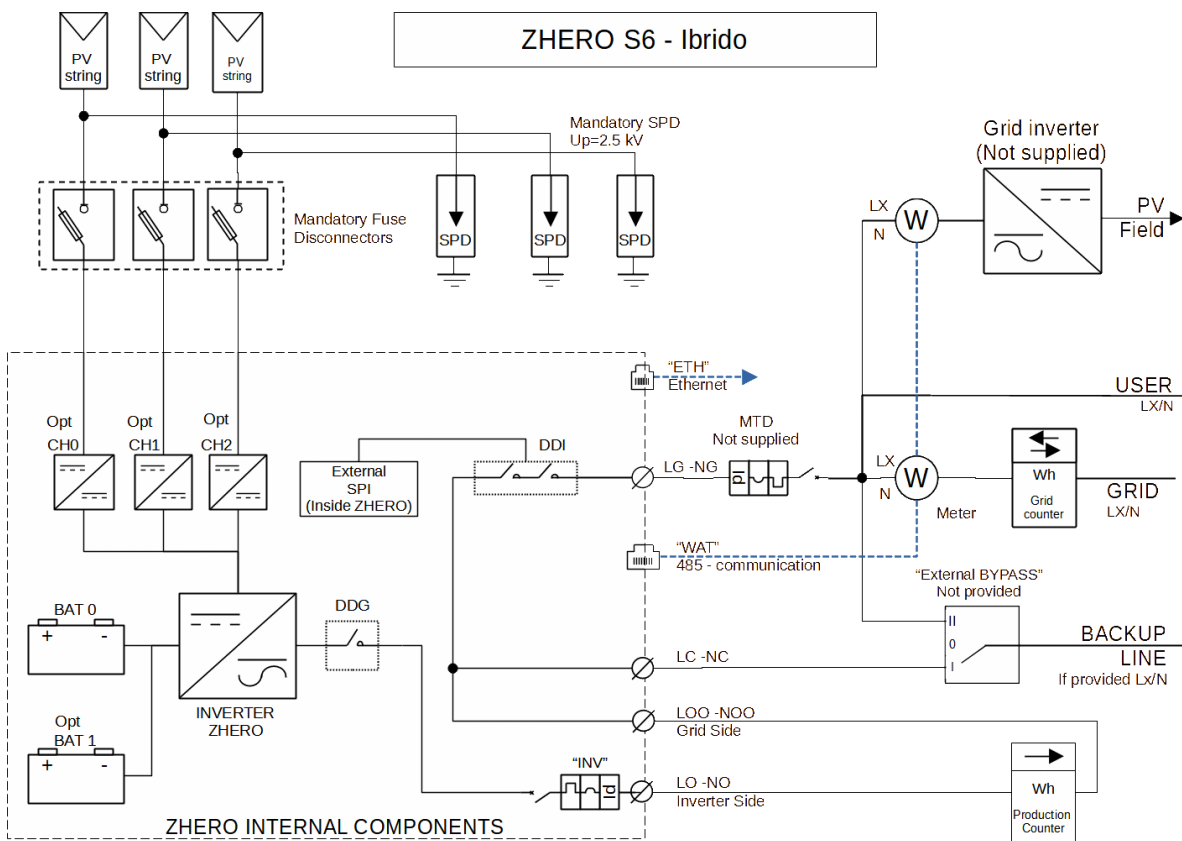 ZHERO S6 - Ibrido
PV
string
PV
string
PV
string
Mandatory SPD
Up=2.5 kV
Grid inverter
(Not supplied)
LX
N
W
PV
Field
Mandatory Fuse
Disconnectors
SPD
SPD
SPD
“ETH”
Ethernet
USER
LX/N
Opt
CH0
Opt
CH1
Opt
CH2
External
SPI
(Inside ZHERO)
DDI
LG -NG
MTD
Not supplied
pI
LX
N
W
Meter
Wh
Grid
counter
GRID
LX/N
“WAT”
485 - communication
“External BYPASS”
Not provided
II
0
I
BACKUP
LINE
If provided Lx/N
BAT 0
+ -
Opt
BAT 1
+ -
INVERTER
ZHERO
DDG
LC -NC
LOO -NOO
Grid Side
“INV”
Id
LO -NO
Inverter Side
Wh
Production
Counter
ZHERO INTERNAL COMPONENTS